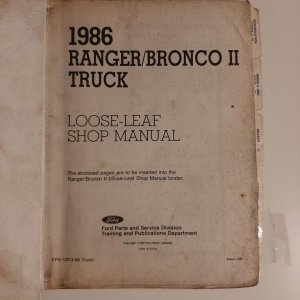 1986
RANGER/BRONCO II
TRUCK
LOOSE-LEAF
SHOP MANUAL
The enclosed pages are to be inserted into the
Ranger/Bronco II Loose-Leaf Shop Manual binder.
Ford
Ford Parts and Service Division
Training and Publications Department